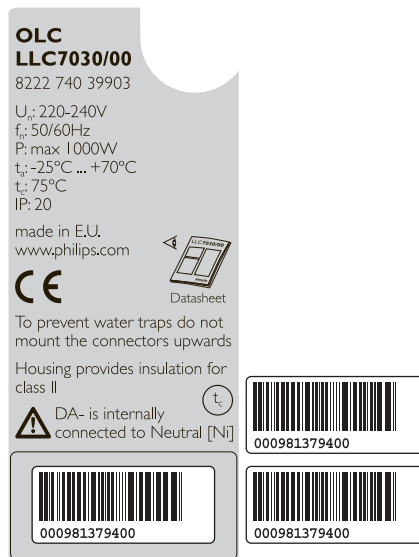 OLC
LLC7030/00
8222 740 39903
Un: 220-240V
fn: 50/60Hz
P: max 1000W
ta: -25°C ... +70°C
tc: 75°C
IP: 20
made in E.U.
www.philips.com
LLC7030/00
CE
Datasheet
To prevent water traps do not
mount the connectors upwards
Housing provides insulation for
class II
tc
DA- is internally
connected to Neutral [Ni]
000981379400
000981379400
000981379400